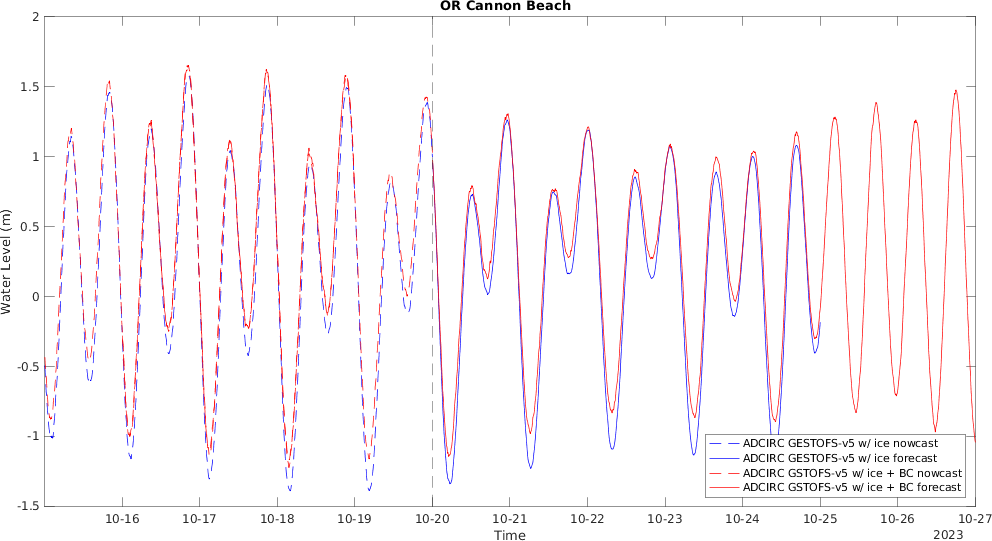 OR Cannon Beach
2
1.5
1
0.5
0
-0.5
-1
-1.5
Water Level (m)
10-16 10-17 10-18 10-19 10-20 10-21 10-22 10-23 10-24 10-25 10-26 10-27
Time
2023
ADCIRC GESTOFS-v5 w/ ice nowcast
ADCIRC GESTOFS-v5 w/ ice forecast
ADCIRC GSTOFS-v5 w/ ice + BC nowcast
ADCIRC GSTOFS-v5 w/ ice + BC forecast